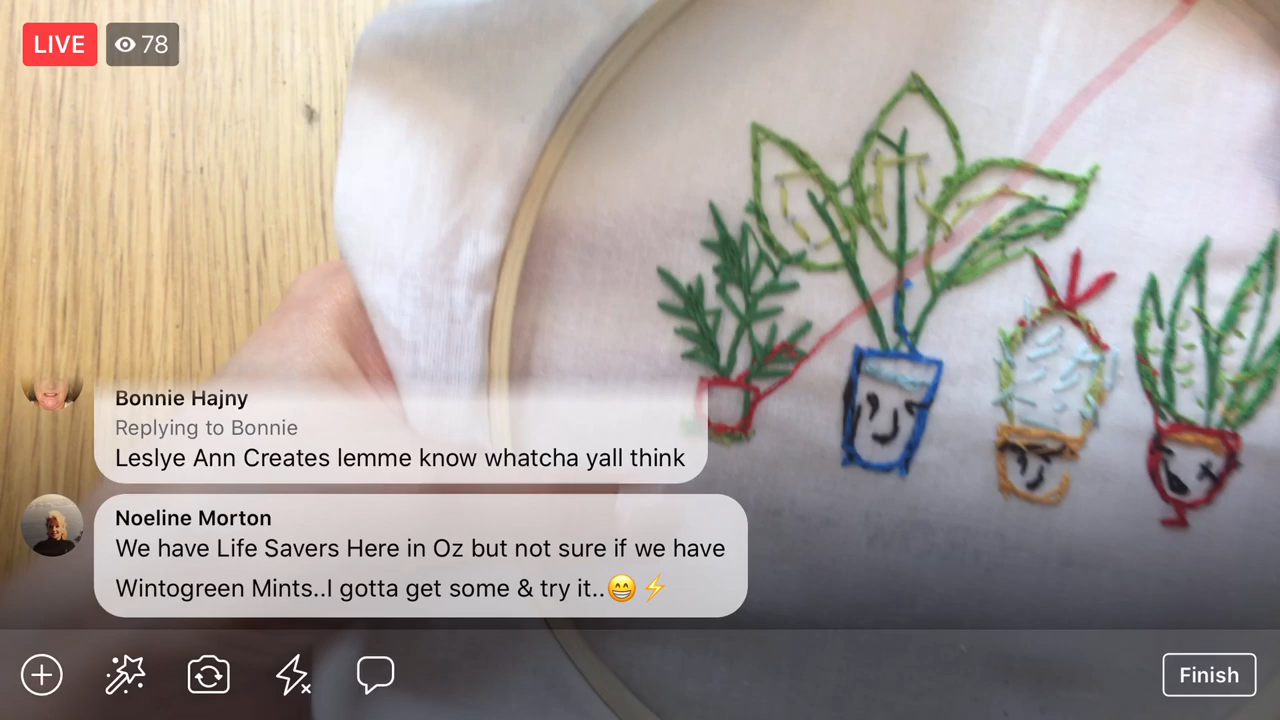 LIVE
78
Bonnie Hajny
Replying to Bonnie
Leslye Ann Creates lemme know whatcha yall think
Noeline Morton
We have Life Savers Here in Oz but not sure if we have
Wintogreen Mints..I gotta get some & try it..😁⚡
Finish